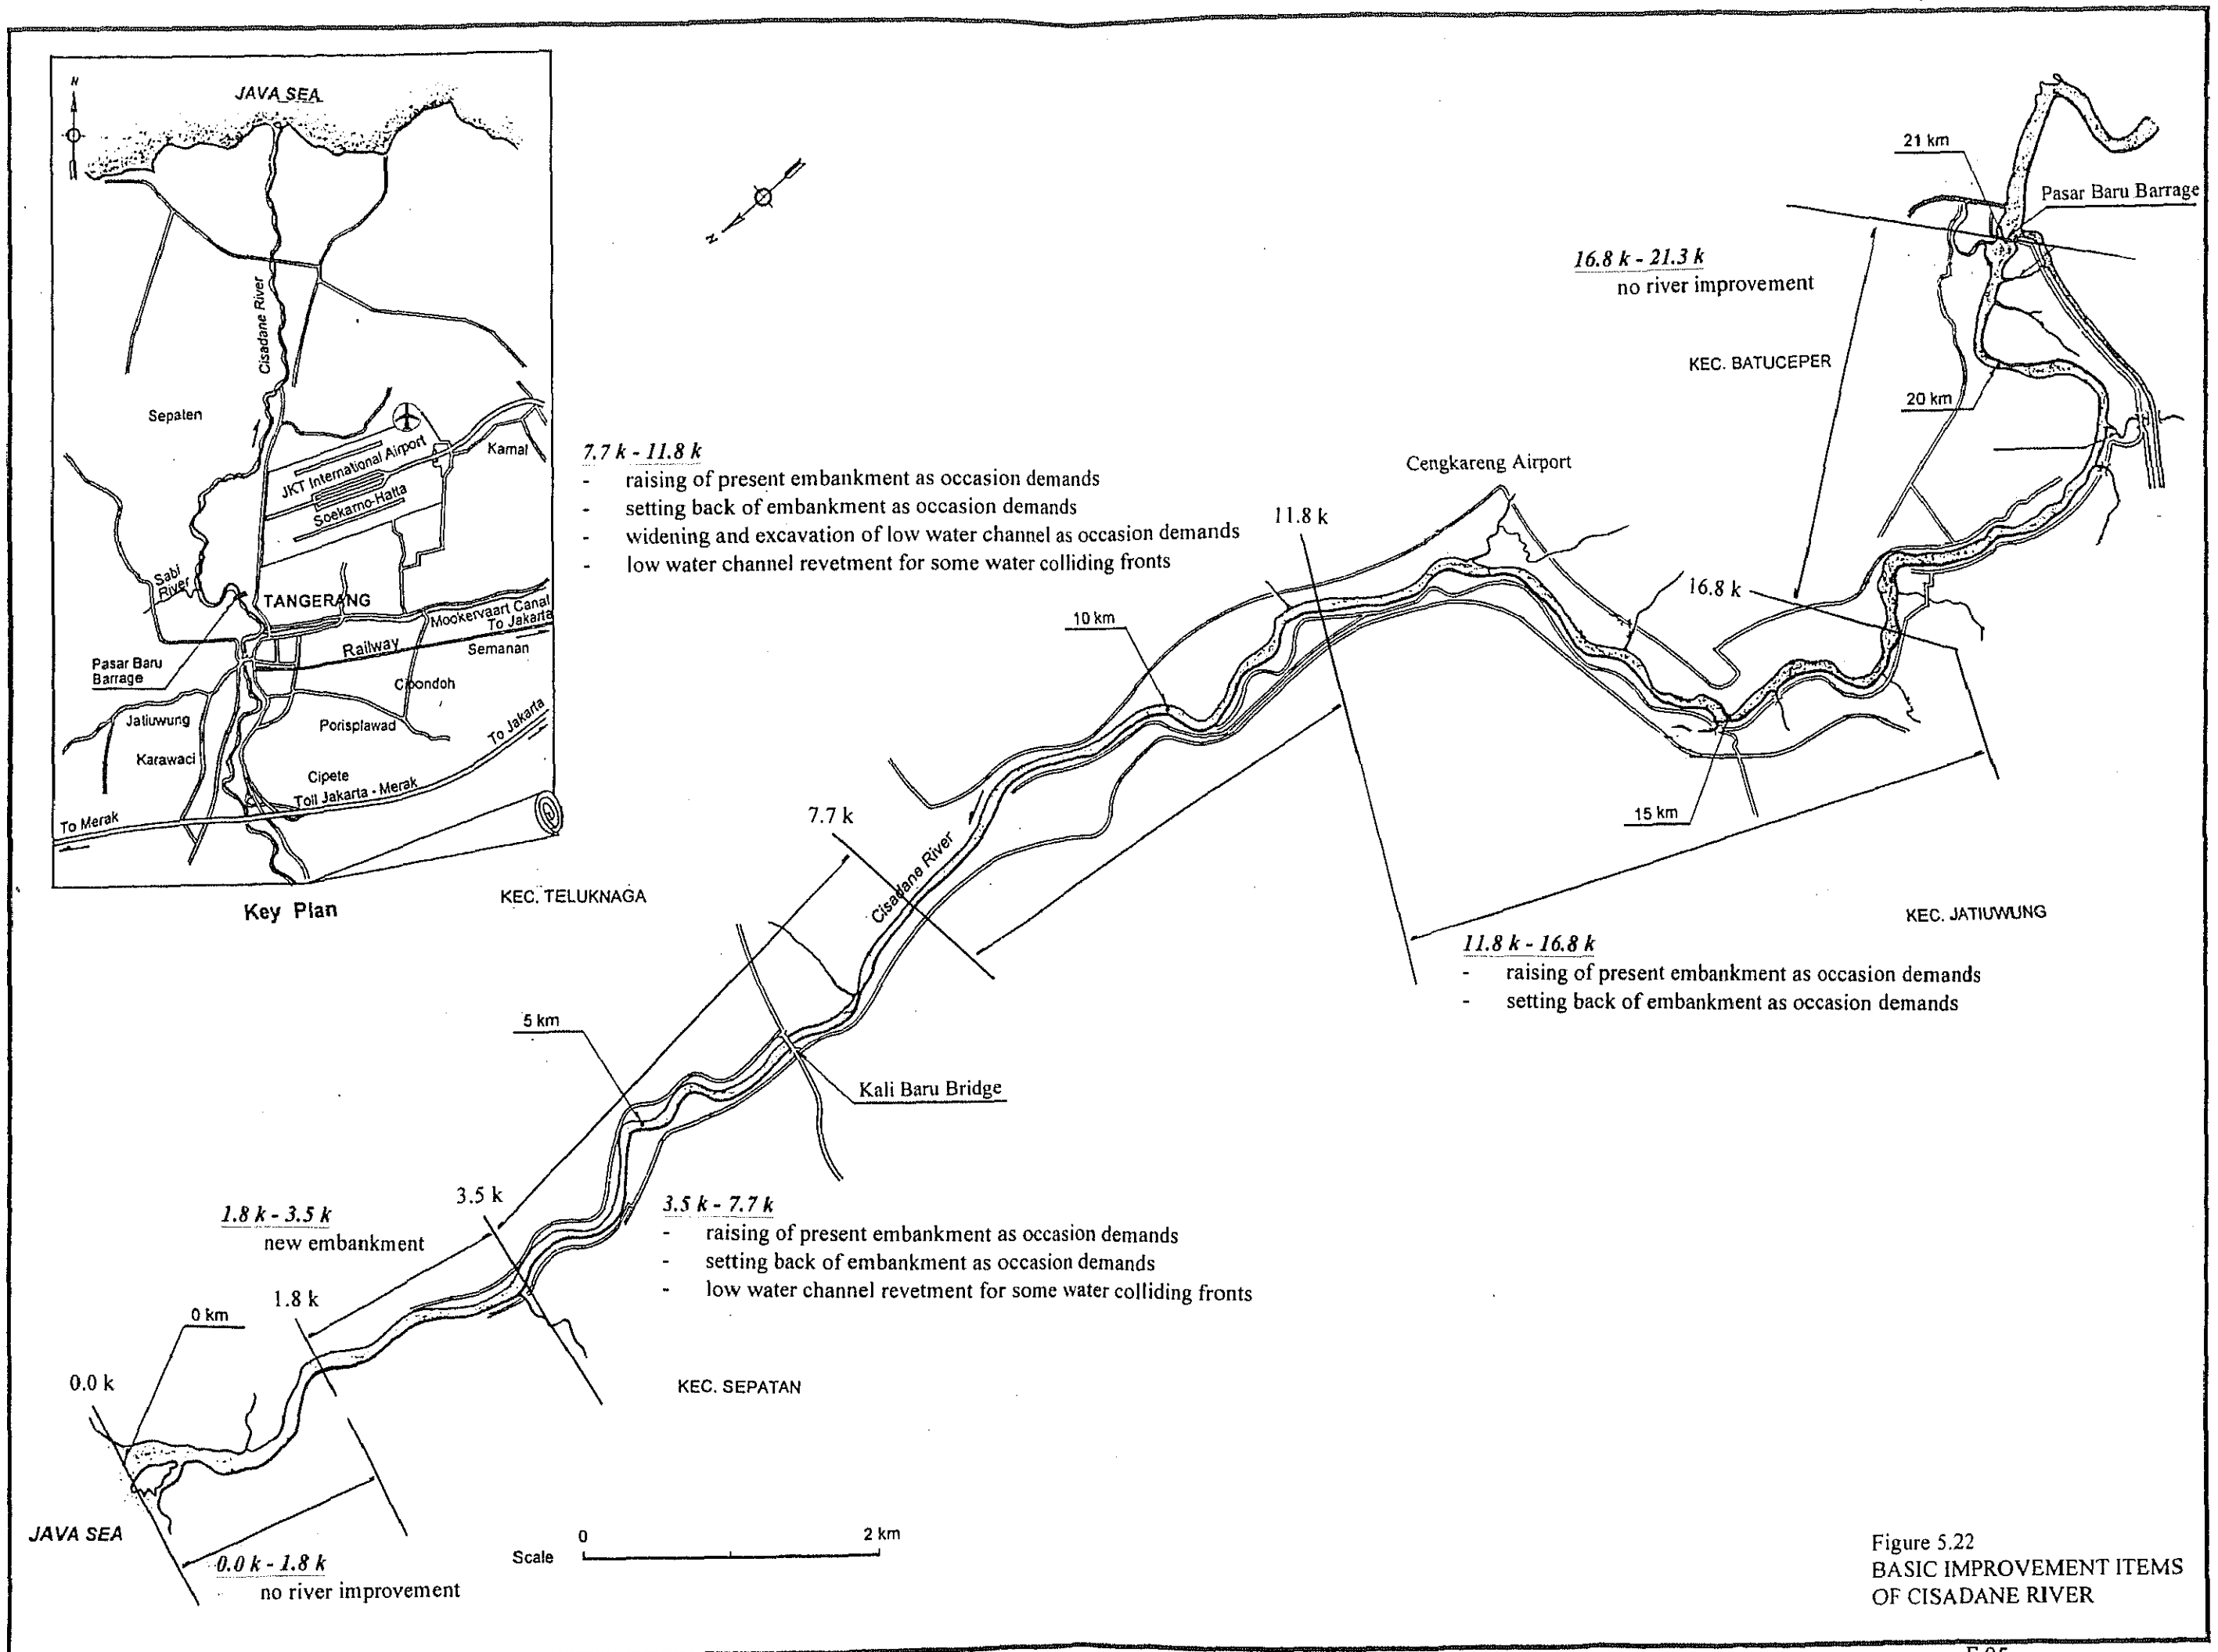 N
JAVA SEA
Cisadane River
Sepaten
JKT International Airport
Soekarno-Hatta
Kamal
Sabi
River
TANGERANG
Mookervaart Canal
To Jakarta
Railway
Semanan
Pasar Baru
Barrage
Cipondoh
Jatiuwung
Porisplawad
Karawaci
To Jakarta
Cipete
Toll Jakarta - Merak
To Merak
Key Plan
N
21 km
Pasar Baru Barrage
16.8 k - 21.3 k
no river improvement
KEC. BATUCEPER
20 km
7.7 k - 11.8 k
- raising of present embankment as occasion demands
- setting back of embankment as occasion demands
- widening and excavation of low water channel as occasion demands
- low water channel revetment for some water colliding fronts
Cengkareng Airport
11.8 k
16.8 k
10 km
15 km
7.7 k
Cisadane River
KEC. TELUKNAGA
KEC. JATIUWUNG
11.8 k - 16.8 k
- raising of present embankment as occasion demands
- setting back of embankment as occasion demands
5 km
Kali Baru Bridge
3.5 k
1.8 k - 3.5 k
new embankment
3.5 k - 7.7 k
- raising of present embankment as occasion demands
- setting back of embankment as occasion demands
- low water channel revetment for some water colliding fronts
1.8 k
0 km
0.0 k
KEC. SEPATAN
JAVA SEA
0.0 k - 1.8 k
no river improvement
Scale 0 2 km
Figure 5.22
BASIC IMPROVEMENT ITEMS
OF CISADANE RIVER